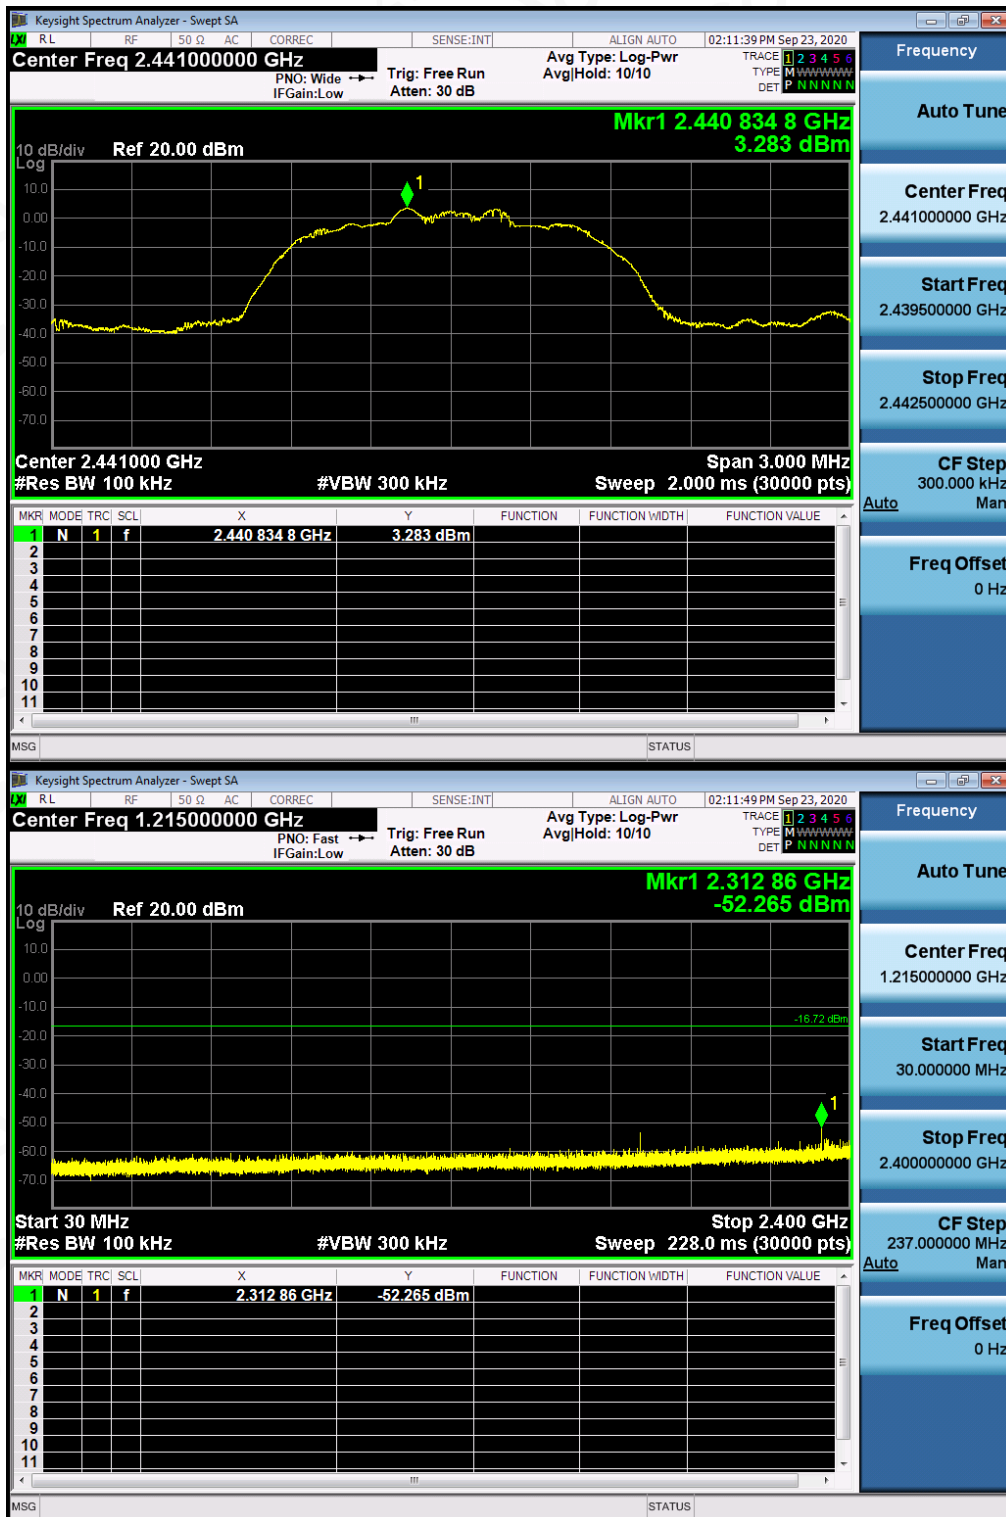 Keysight Spectrum Analyzer - Swept SA
LXI RL RF 50 Ω AC CORREC SENSE:INT ALIGN AUTO 02:11:39 PM Sep 23, 2020
Center Freq 2.441000000 GHz Avg Type: Log-Pwr TRACE 1 2 3 4 5 6
PNO: Wide Trig: Free Run Avg|Hold: 10/10 TYPE M WWWWW
IFGain:Low Atten: 30 dB DET P N N N N N
Mkr1 2.440 834 8 GHz
3.283 dBm
10 dB/div Ref 20.00 dBm
Log
10.0
1
0.00
-10.0
-20.0
-30.0
-40.0
-50.0
-60.0
-70.0
Center 2.441000 GHz Span 3.000 MHz
#Res BW 100 kHz #VBW 300 kHz Sweep 2.000 ms (30000 pts)
MKR MODE TRC SCL X Y FUNCTION FUNCTION WIDTH FUNCTION VALUE
1 N 1 f 2.440 834 8 GHz 3.283 dBm
2
3
4
5
6
7
8
9
10
11
MSG STATUS
Frequency
Auto Tune
Center Freq
2.441000000 GHz
Start Freq
2.439500000 GHz
Stop Freq
2.442500000 GHz
CF Step
300.000 kHz
Auto Man
Freq Offset
0 Hz
Keysight Spectrum Analyzer - Swept SA
LXI RL RF 50 Ω AC CORREC SENSE:INT ALIGN AUTO 02:11:49 PM Sep 23, 2020
Center Freq 1.215000000 GHz Avg Type: Log-Pwr TRACE 1 2 3 4 5 6
PNO: Fast Trig: Free Run Avg|Hold: 10/10 TYPE M WWWWW
IFGain:Low Atten: 30 dB DET P N N N N N
Mkr1 2.312 86 GHz
-52.265 dBm
10 dB/div Ref 20.00 dBm
Log
10.0
0.00
-10.0
-16.72 dBm
-20.0
-30.0
-40.0
1
-50.0
-60.0
-70.0
Start 30 MHz Stop 2.400 GHz
#Res BW 100 kHz #VBW 300 kHz Sweep 228.0 ms (30000 pts)
MKR MODE TRC SCL X Y FUNCTION FUNCTION WIDTH FUNCTION VALUE
1 N 1 f 2.312 86 GHz -52.265 dBm
2
3
4
5
6
7
8
9
10
11
MSG STATUS
Frequency
Auto Tune
Center Freq
1.215000000 GHz
Start Freq
30.000000 MHz
Stop Freq
2.400000000 GHz
CF Step
237.000000 MHz
Auto Man
Freq Offset
0 Hz